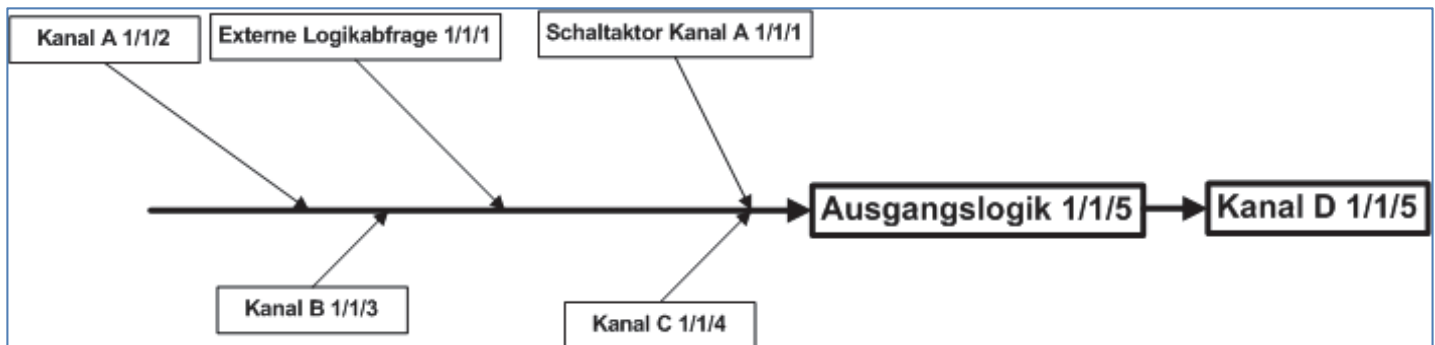 Kanal A 1/1/2
Externe Logikabfrage 1/1/1
Schaltaktor Kanal A 1/1/1
Ausgangslogik 1/1/5
Kanal D 1/1/5
Kanal B 1/1/3
Kanal C 1/1/4